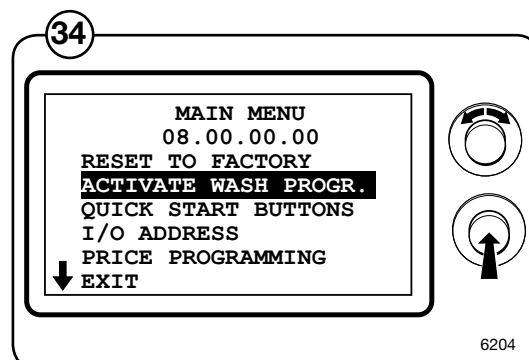 34
MAIN MENU
08.00.00.00
RESET TO FACTORY
ACTIVATE WASH PROGR.
QUICK START BUTTONS
I/O ADDRESS
PRICE PROGRAMMING
EXIT
6204